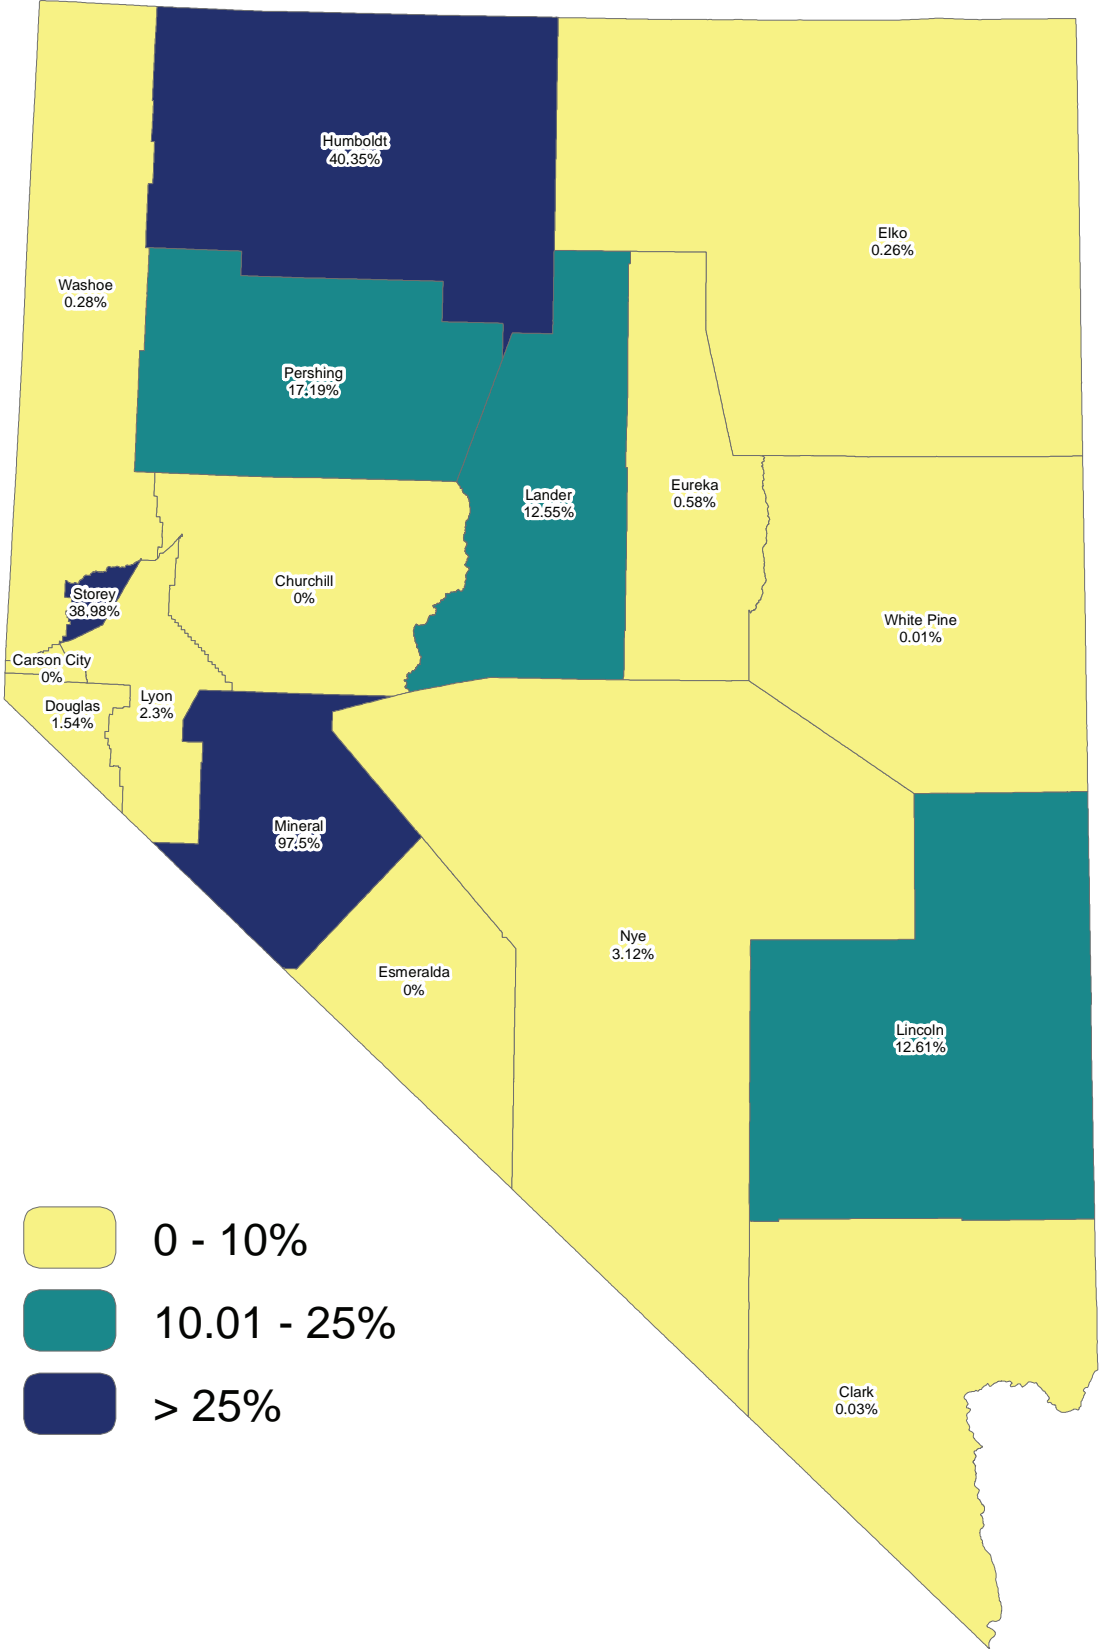 Humboldt
40.35%
Elko
0.26%
Washoe
0.28%
Pershing
17.19%
Eureka
0.58%
Lander
12.55%
Churchill
0%
Storey
38.98%
White Pine
0.01%
Carson City
0%
Lyon
2.3%
Douglas
1.54%
Mineral
97.5%
Nye
3.12%
Esmeralda
0%
Lincoln
12.61%
Clark
0.03%
0 - 10%
10.01 - 25%
> 25%